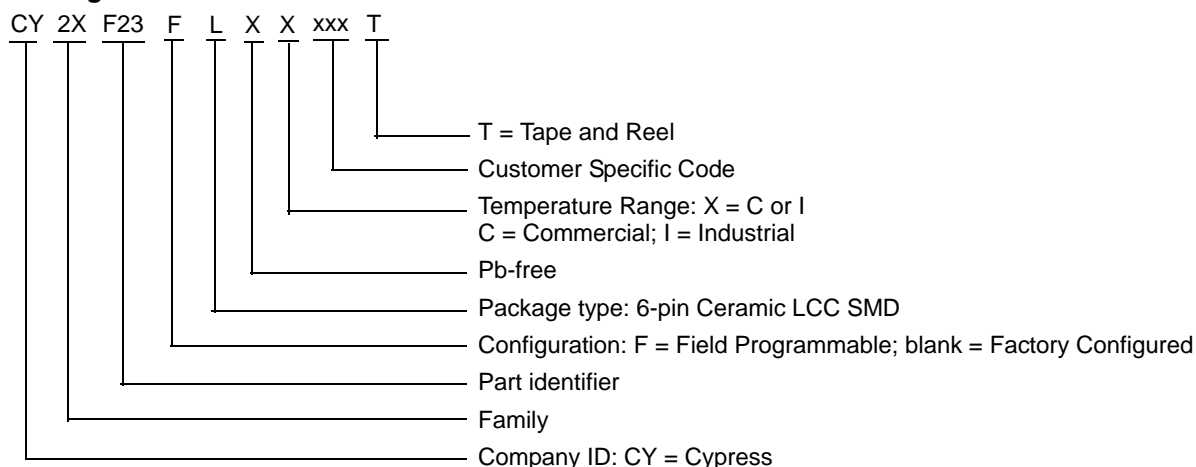 CY 2X F23 F L X X xxx T
T = Tape and Reel
Customer Specific Code
Temperature Range: X = C or I
C = Commercial; I = Industrial
Pb-free
Package type: 6-pin Ceramic LCC SMD
Configuration: F = Field Programmable; blank = Factory Configured
Part identifier
Family
Company ID: CY = Cypress